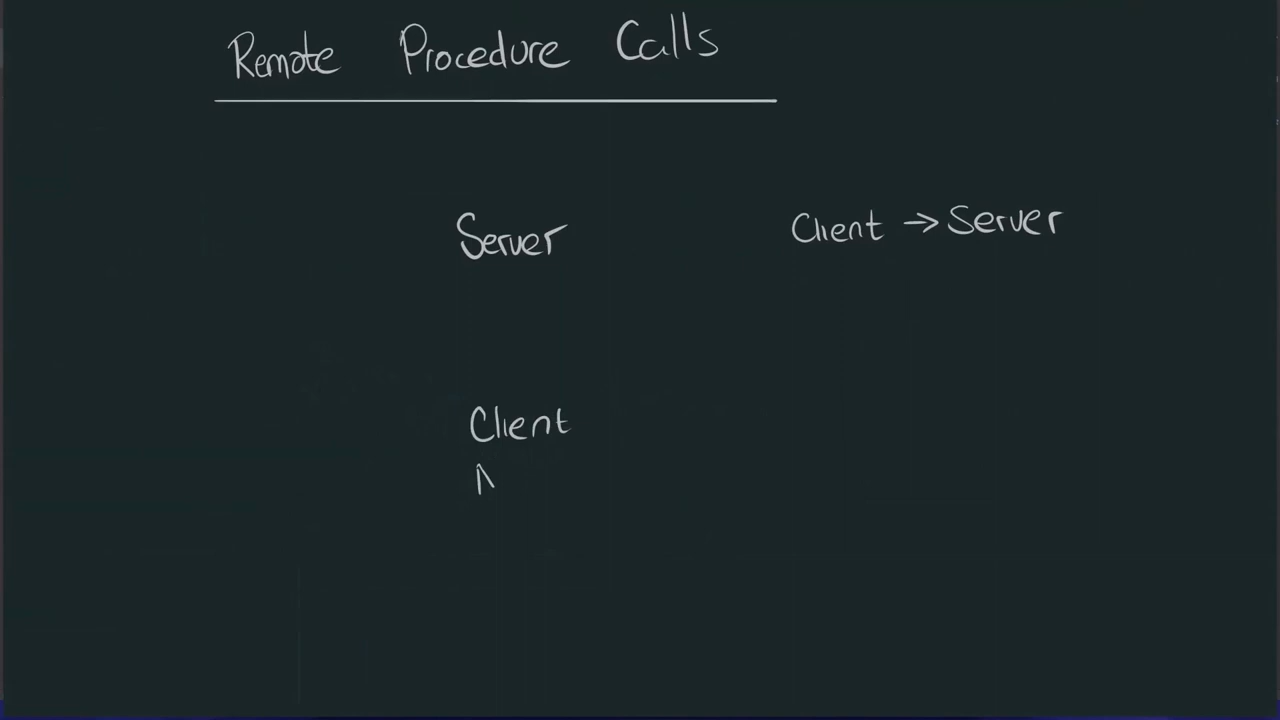 Remote Procedure Calls
Server
Client → Server
Client